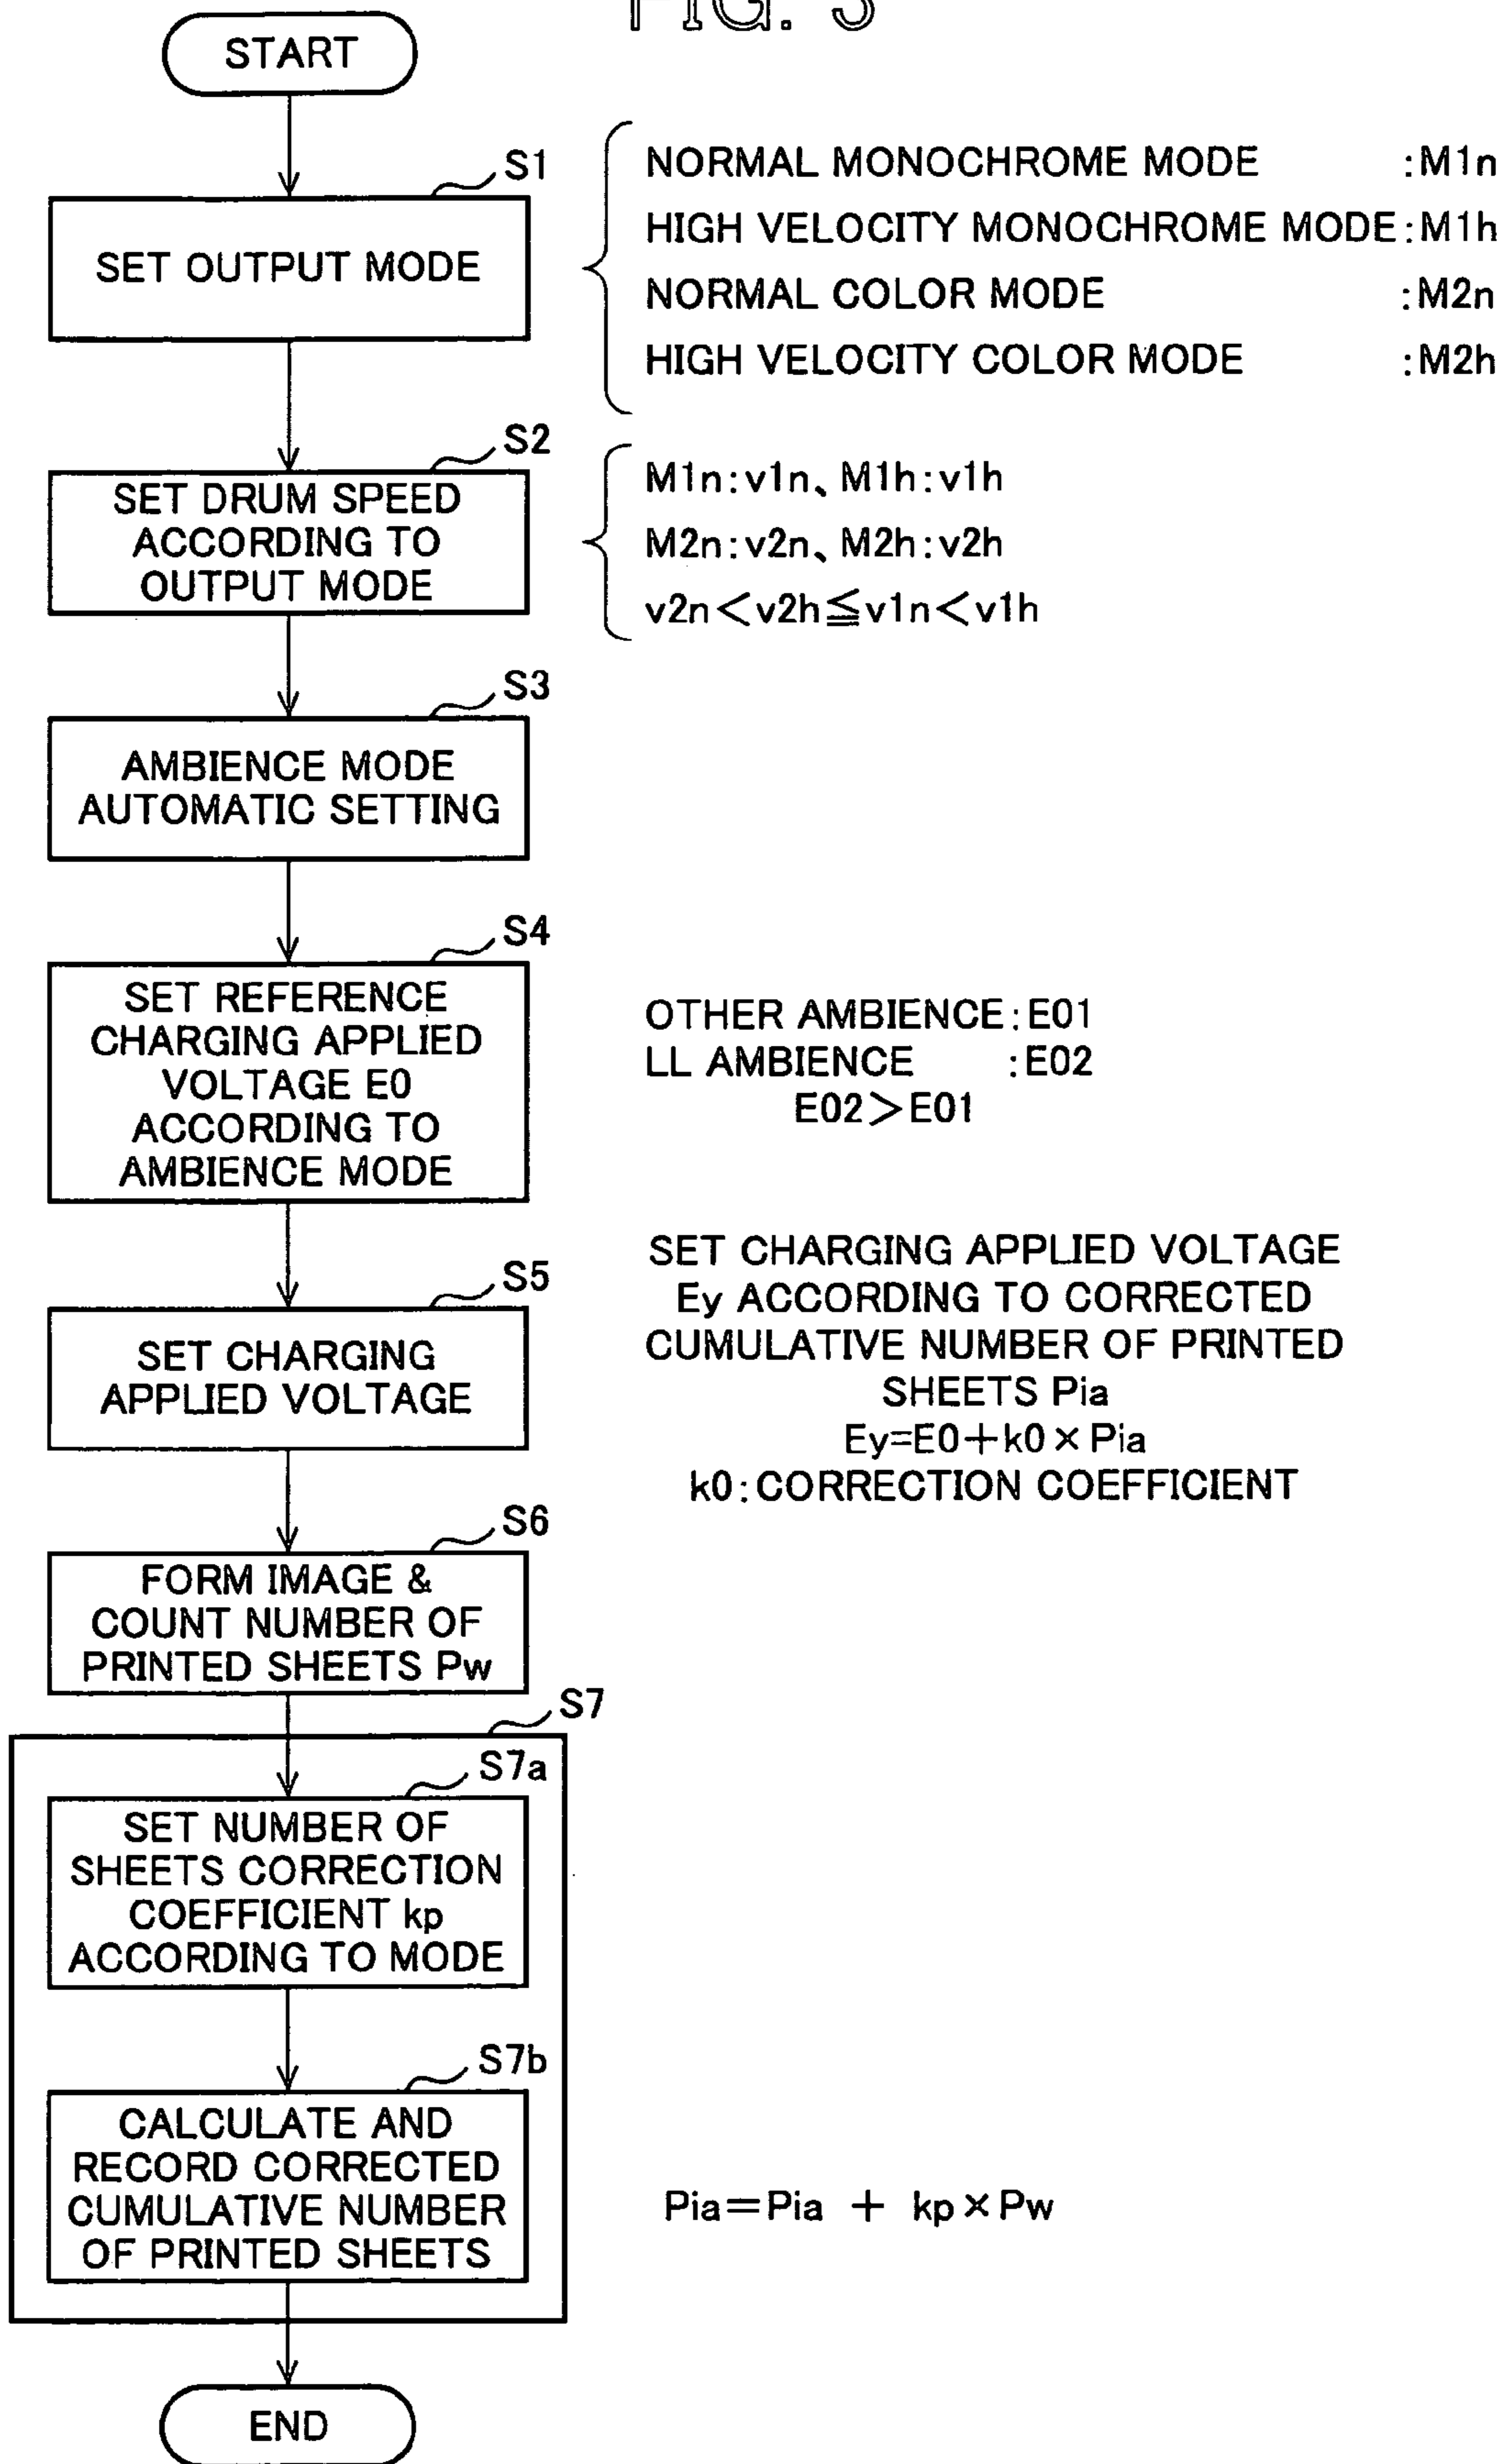 FIG. 3
START
S1
SET OUTPUT MODE
NORMAL MONOCHROME MODE :M1n
HIGH VELOCITY MONOCHROME MODE:M1h
NORMAL COLOR MODE :M2n
HIGH VELOCITY COLOR MODE :M2h
S2
SET DRUM SPEED
ACCORDING TO
OUTPUT MODE
M1n:v1n、M1h:v1h
M2n:v2n、M2h:v2h
v2n<v2h≦v1n<v1h
S3
AMBIENCE MODE
AUTOMATIC SETTING
S4
SET REFERENCE
CHARGING APPLIED
VOLTAGE E0
ACCORDING TO
AMBIENCE MODE
OTHER AMBIENCE:E01
LL AMBIENCE :E02
E02>E01
S5
SET CHARGING
APPLIED VOLTAGE
SET CHARGING APPLIED VOLTAGE
Ey ACCORDING TO CORRECTED
CUMULATIVE NUMBER OF PRINTED
SHEETS Pia
Ey=E0+k0×Pia
k0:CORRECTION COEFFICIENT
S6
FORM IMAGE &
COUNT NUMBER OF
PRINTED SHEETS Pw
S7
S7a
SET NUMBER OF
SHEETS CORRECTION
COEFFICIENT kp
ACCORDING TO MODE
S7b
CALCULATE AND
RECORD CORRECTED
CUMULATIVE NUMBER
OF PRINTED SHEETS
Pia=Pia + kp×Pw
END